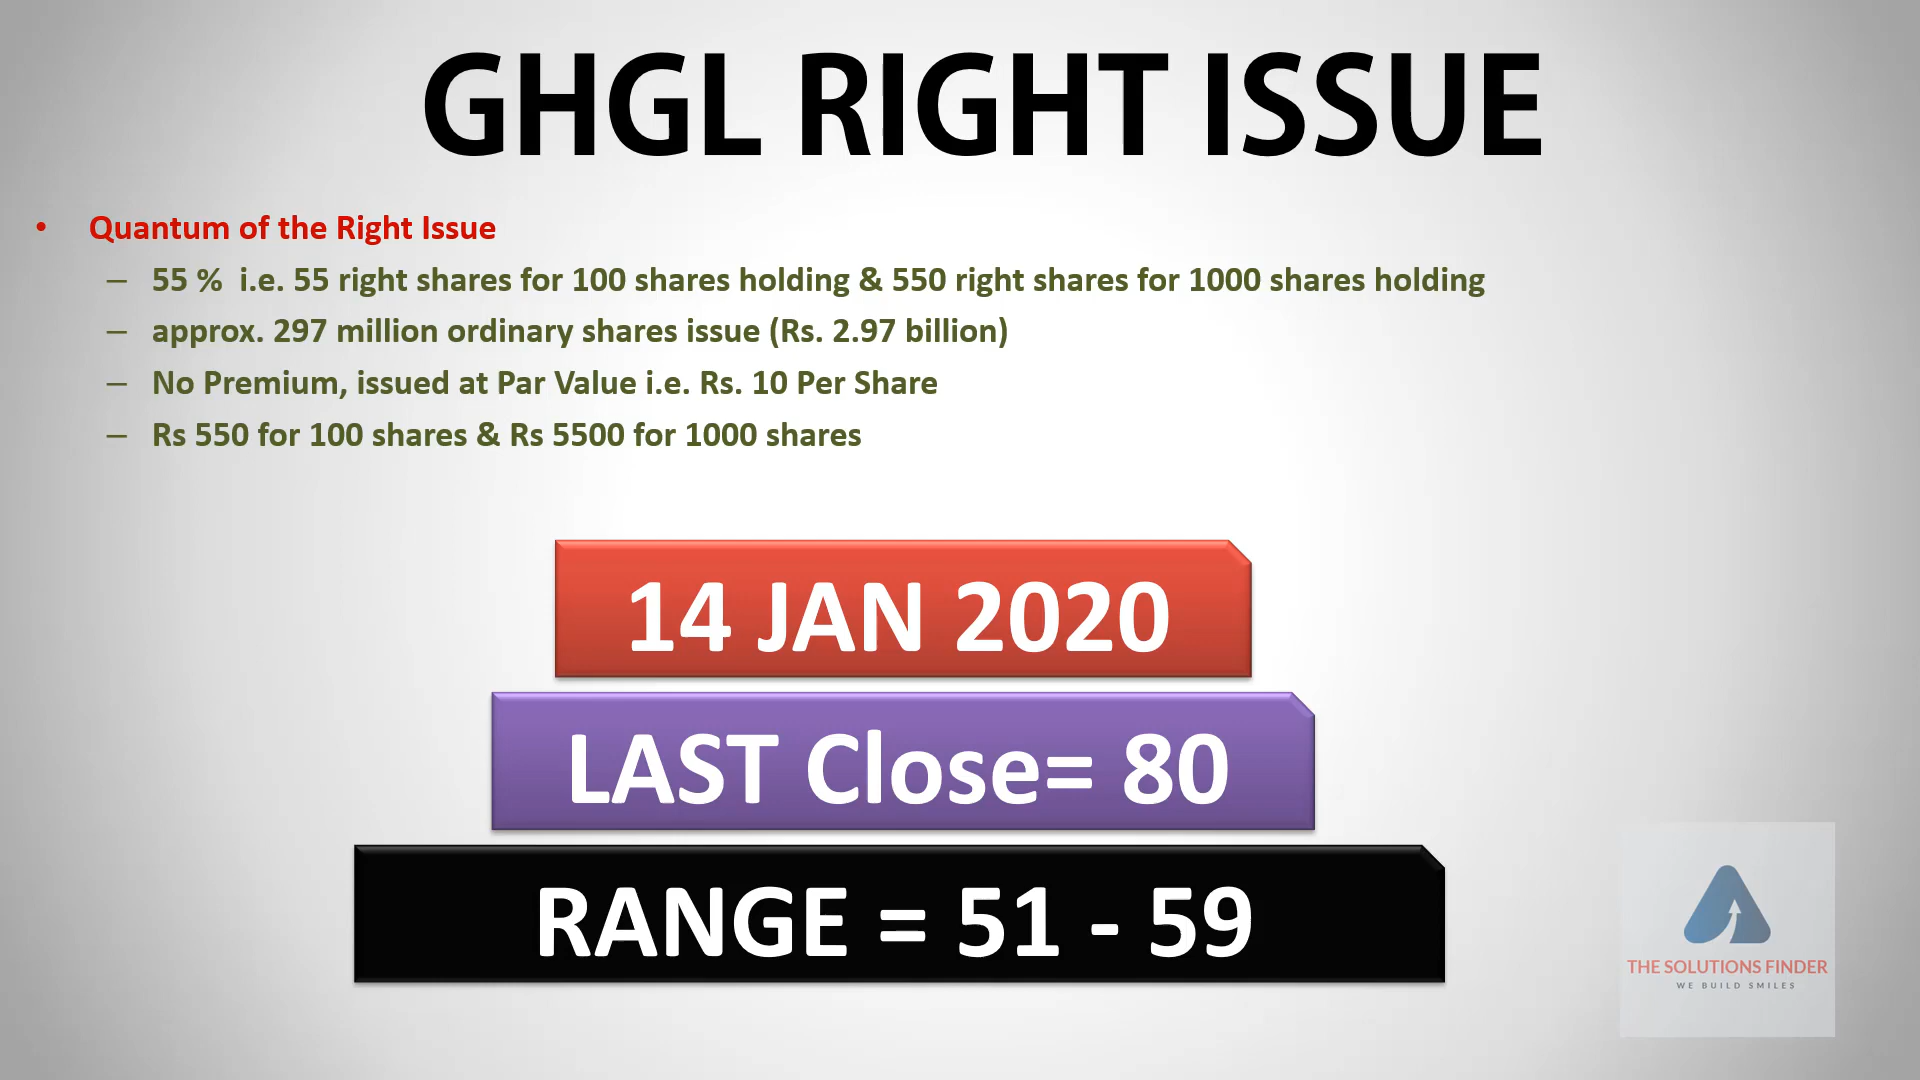 GHGL RIGHT ISSUE
• Quantum of the Right Issue
– 55 % i.e. 55 right shares for 100 shares holding & 550 right shares for 1000 shares holding
– approx. 297 million ordinary shares issue (Rs. 2.97 billion)
– No Premium, issued at Par Value i.e. Rs. 10 Per Share
– Rs 550 for 100 shares & Rs 5500 for 1000 shares
14 JAN 2020
LAST Close= 80
RANGE = 51 - 59
THE SOLUTIONS FINDER
WE BUILD SMILES